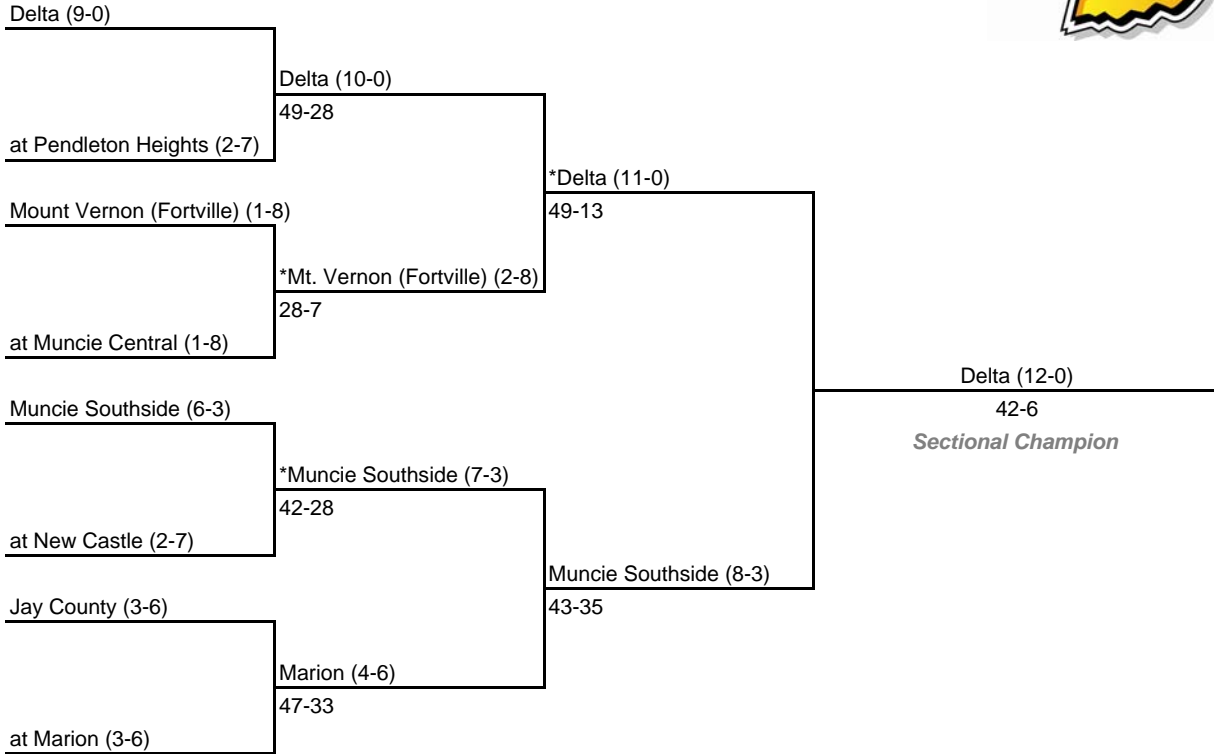 Delta (9-0)
Delta (10-0)
49-28
at Pendleton Heights (2-7)
*Delta (11-0)
49-13
Mount Vernon (Fortville) (1-8)
*Mt. Vernon (Fortville) (2-8)
28-7
at Muncie Central (1-8)
Delta (12-0)
42-6
Sectional Champion
Muncie Southside (6-3)
*Muncie Southside (7-3)
42-28
at New Castle (2-7)
Muncie Southside (8-3)
43-35
Jay County (3-6)
Marion (4-6)
47-33
at Marion (3-6)